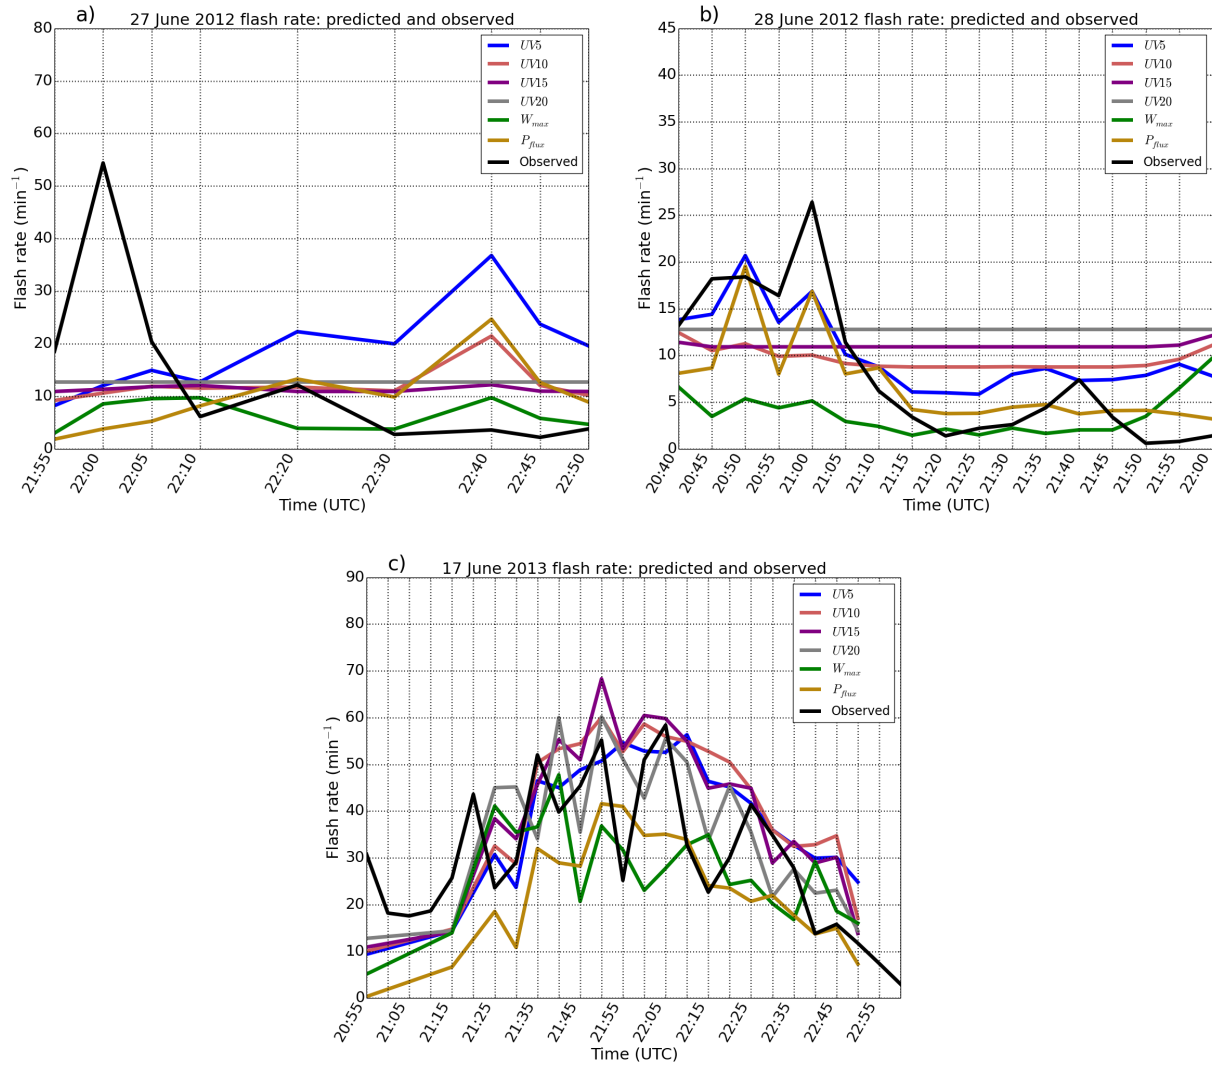 a)
27 June 2012 flash rate: predicted and observed
80
70
60
50
40
30
20
10
0
Flash rate (min⁻¹)
UV5
UV10
UV15
UV20
W_max
P_flux
Observed
21:55
22:00
22:05
22:10
22:20
22:30
22:40
22:45
22:50
Time (UTC)
b)
28 June 2012 flash rate: predicted and observed
45
40
35
30
25
20
15
10
5
0
Flash rate (min⁻¹)
UV5
UV10
UV15
UV20
W_max
P_flux
Observed
20:40
20:45
20:50
20:55
21:00
21:05
21:10
21:15
21:20
21:25
21:30
21:35
21:40
21:45
21:50
21:55
22:00
Time (UTC)
c)
17 June 2013 flash rate: predicted and observed
90
80
70
60
50
40
30
20
10
0
Flash rate (min⁻¹)
UV5
UV10
UV15
UV20
W_max
P_flux
Observed
20:55
21:05
21:15
21:25
21:35
21:45
21:55
22:05
22:15
22:25
22:35
22:45
22:55
Time (UTC)